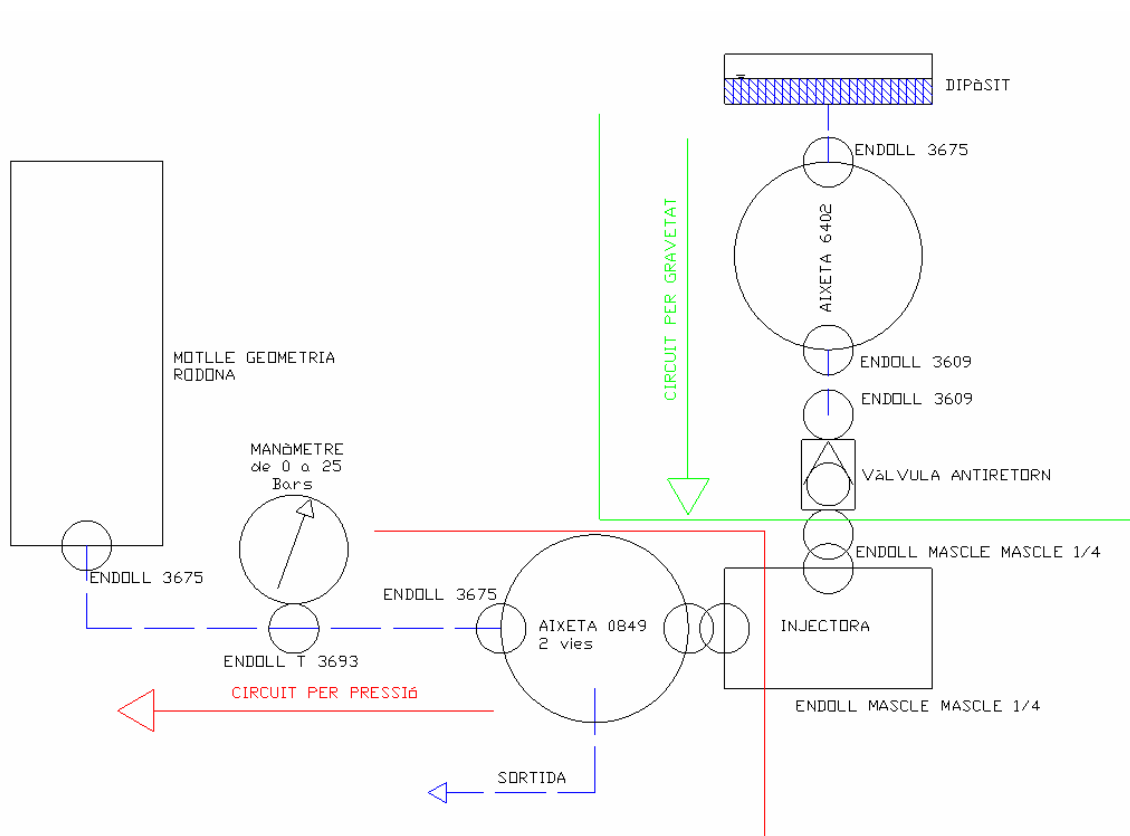 DIPòSIT
ENDOLL 3675
AIXETA 6402
CIRCUIT PER GRAVETAT
MOTLLE GEOMETRIA
RODONA
ENDOLL 3609
ENDOLL 3609
MANòMETRE
de 0 a 25
Bars
VàLVULA ANTIRETORN
ENDOLL MASCLE MASCLE 1/4
ENDOLL 3675
ENDOLL 3675
AIXETA 0849
2 vies
INJECTORA
ENDOLL T 3693
CIRCUIT PER PRESSIó
ENDOLL MASCLE MASCLE 1/4
SORTIDA